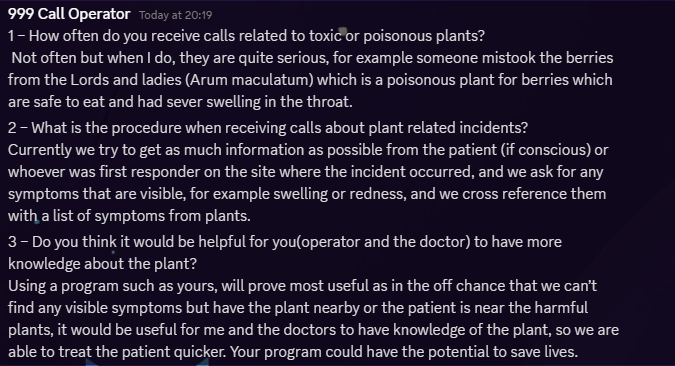 999 Call Operator Today at 20:19
1 – How often do you receive calls related to toxic or poisonous plants?
Not often but when I do, they are quite serious, for example someone mistook the berries
from the Lords and ladies (Arum maculatum) which is a poisonous plant for berries which
are safe to eat and had sever swelling in the throat.
2 – What is the procedure when receiving calls about plant related incidents?
Currently we try to get as much information as possible from the patient (if conscious) or
whoever was first responder on the site where the incident occurred, and we ask for any
symptoms that are visible, for example swelling or redness, and we cross reference them
with a list of symptoms from plants.
3 – Do you think it would be helpful for you(operator and the doctor) to have more
knowledge about the plant?
Using a program such as yours, will prove most useful as in the off chance that we can't
find any visible symptoms but have the plant nearby or the patient is near the harmful
plants, it would be useful for me and the doctors to have knowledge of the plant, so we are
able to treat the patient quicker. Your program could have the potential to save lives.